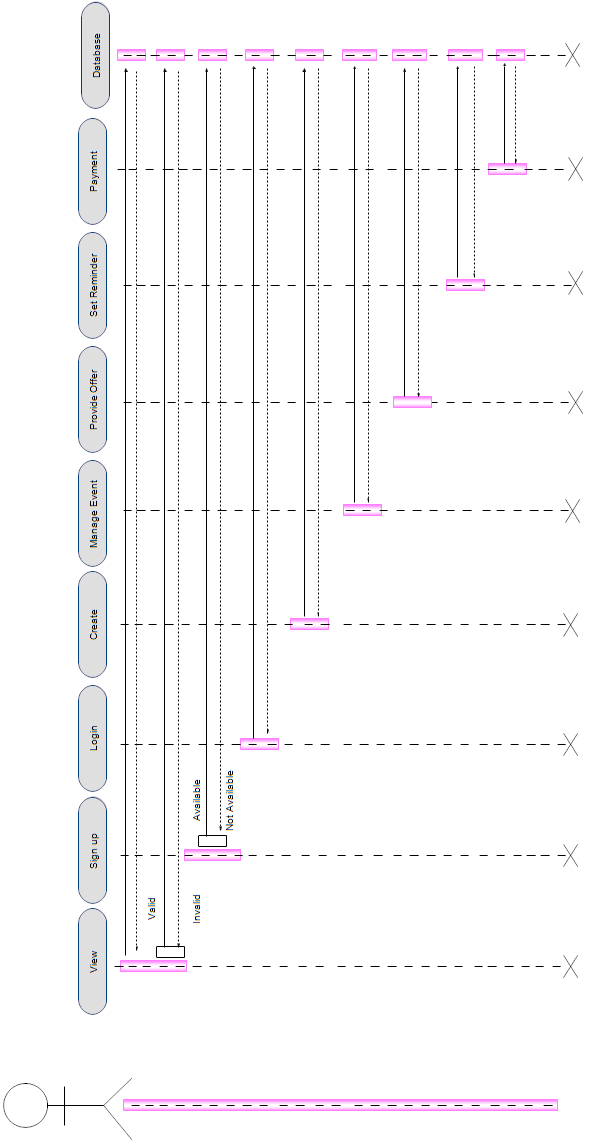 View
Sign up
Login
Create
Manage Event
Provide Offer
Set Reminder
Payment
Database
Valid
Invalid
Available
Not Available